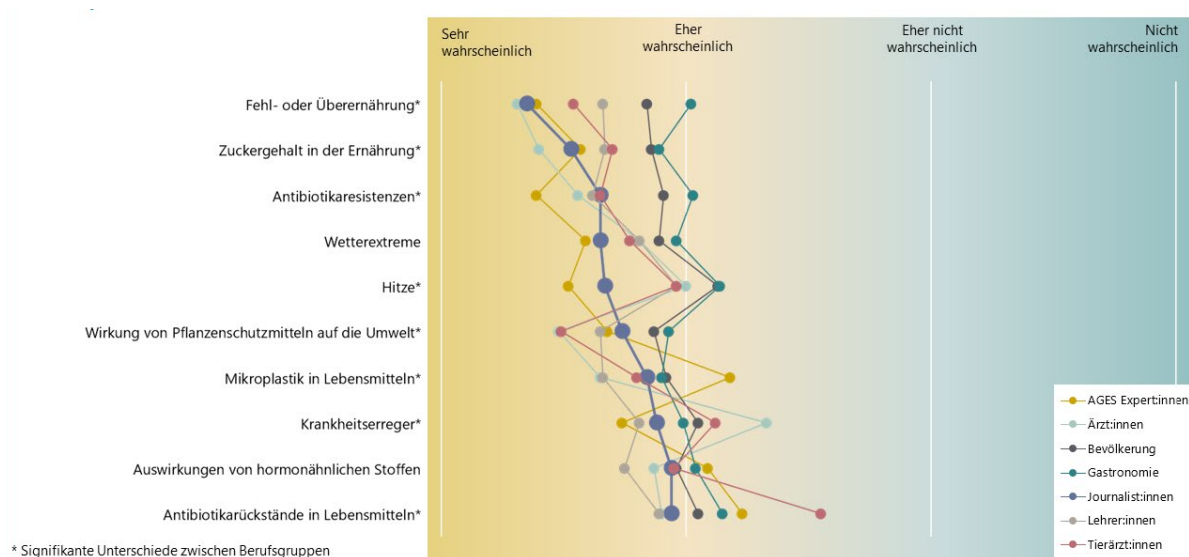 Sehr
wahrscheinlich
Eher
wahrscheinlich
Eher nicht
wahrscheinlich
Nicht
wahrscheinlich
Fehl- oder Überernährung*
Zuckergehalt in der Ernährung*
Antibiotikaresistenzen*
Wetterextreme
Hitze*
Wirkung von Pflanzenschutzmitteln auf die Umwelt*
Mikroplastik in Lebensmitteln*
Krankheitserreger*
Auswirkungen von hormonähnlichen Stoffen
Antibiotikarückstände in Lebensmitteln*
AGES Expert:innen
Ärzt:innen
Bevölkerung
Gastronomie
Journalist:innen
Lehrer:innen
Tierärzt:innen
* Signifikante Unterschiede zwischen Berufsgruppen